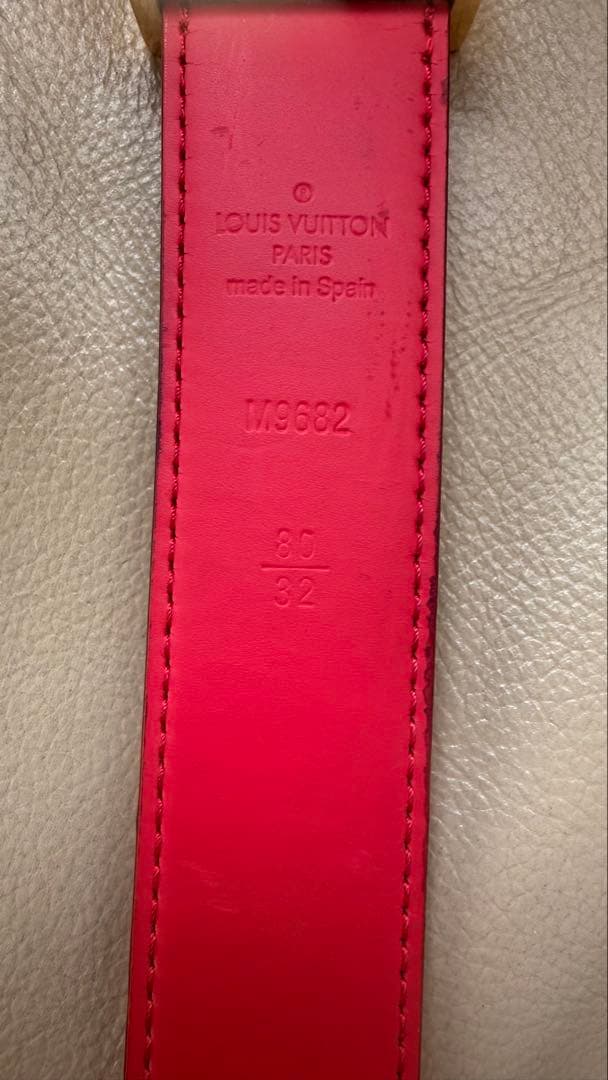 ®
LOUIS VUITTON
PARIS
made in Spain
M9682
80
32